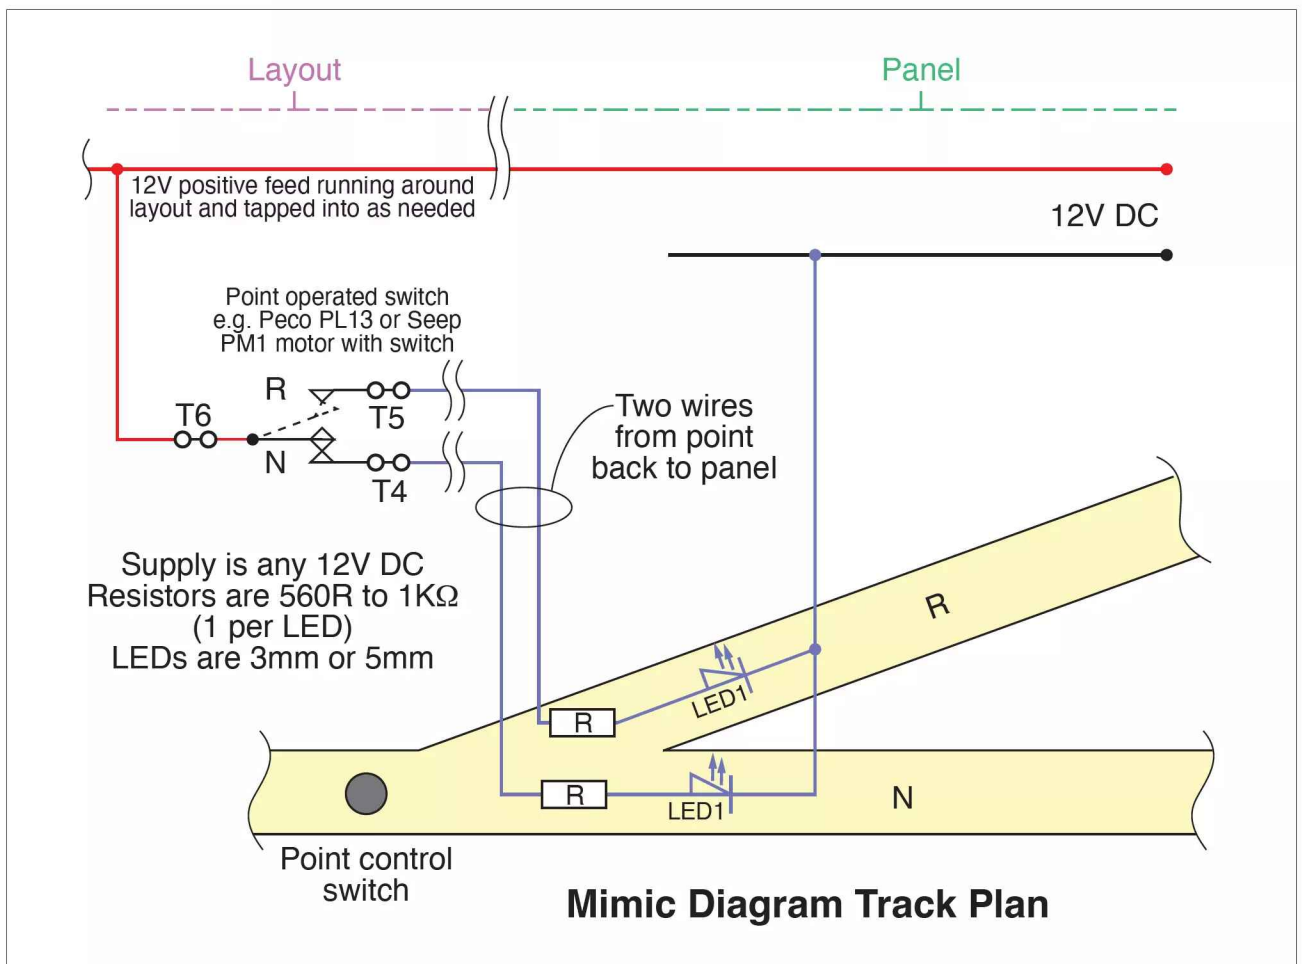 Layout
Panel
12V positive feed running around
layout and tapped into as needed
12V DC
Point operated switch
e.g. Peco PL13 or Seep
PM1 motor with switch
R
T6
T5
N
T4
Two wires
from point
back to panel
Supply is any 12V DC
Resistors are 560R to 1KΩ
(1 per LED)
LEDs are 3mm or 5mm
R
LED1
R
R
LED1
N
Point control
switch
Mimic Diagram Track Plan